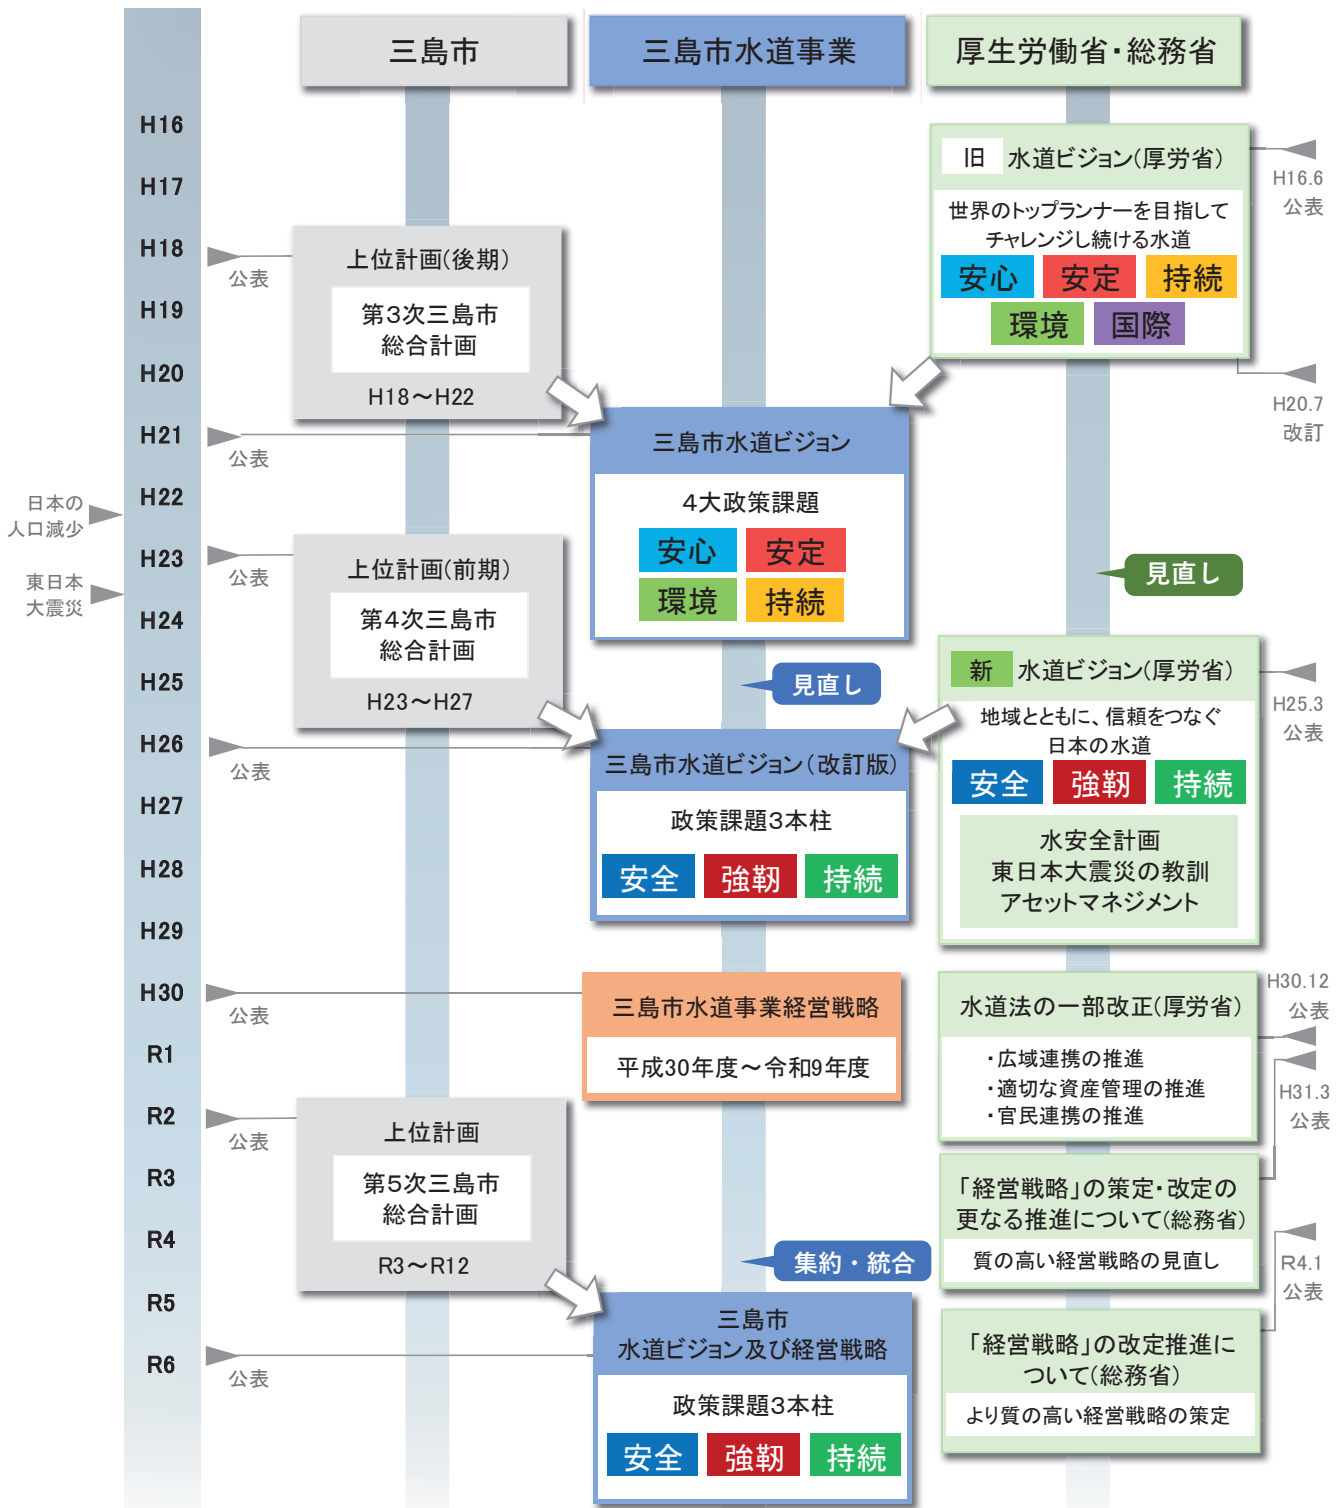 三島市
三島市水道事業
厚生労働省・総務省
H16
H17
H18
H19
H20
H21
H22
H23
H24
H25
H26
H27
H28
H29
H30
R1
R2
R3
R4
R5
R6
日本の
人口減少
東日本
大震災
公表
上位計画(後期)
第3次三島市
総合計画
H18～H22
公表
公表
上位計画(前期)
第4次三島市
総合計画
H23～H27
公表
公表
公表
上位計画
第5次三島市
総合計画
R3～R12
公表
三島市水道ビジョン
4大政策課題
安心
安定
環境
持続
見直し
三島市水道ビジョン(改訂版)
政策課題3本柱
安全
強靭
持続
三島市水道事業経営戦略
平成30年度～令和9年度
集約・統合
三島市
水道ビジョン及び経営戦略
政策課題3本柱
安全
強靭
持続
旧 水道ビジョン(厚労省)
世界のトップランナーを目指して
チャレンジし続ける水道
安心
安定
持続
環境
国際
H16.6
公表
H20.7
改訂
見直し
新 水道ビジョン(厚労省)
地域とともに、信頼をつなぐ
日本の水道
安全
強靭
持続
水安全計画
東日本大震災の教訓
アセットマネジメント
H25.3
公表
水道法の一部改正(厚労省)
・広域連携の推進
・適切な資産管理の推進
・官民連携の推進
H30.12
公表
H31.3
公表
「経営戦略」の策定・改定の
更なる推進について(総務省)
質の高い経営戦略の見直し
R4.1
公表
「経営戦略」の改定推進に
ついて(総務省)
より質の高い経営戦略の策定